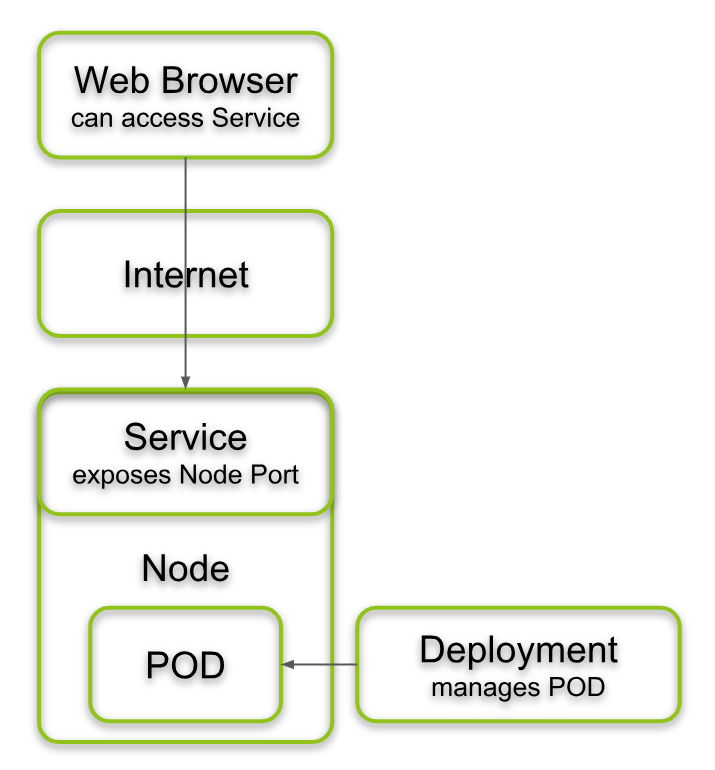 Web Browser
can access Service
Internet
Service
exposes Node Port
Node
POD
Deployment
manages POD